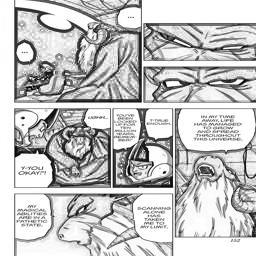 ...
...
UGHH...
YOU'VE
BEEN
LOCKED
UP FOR
TEN
MILLION
YEARS,
REMEM-
BER?
T-TRUE
ENOUGH.
Y-YOU
OKAY?!
IN MY TIME
AWAY, LIFE
HAS MANAGED
TO GROW
AND SPREAD
THROUGHOUT
THIS UNIVERSE.
MY
MAGICAL
ABILITIES
ARE IN A
PATHETIC
STATE.
SCANNING
ALONE
HAS TAKEN
ME TO
MY LIMIT.
152